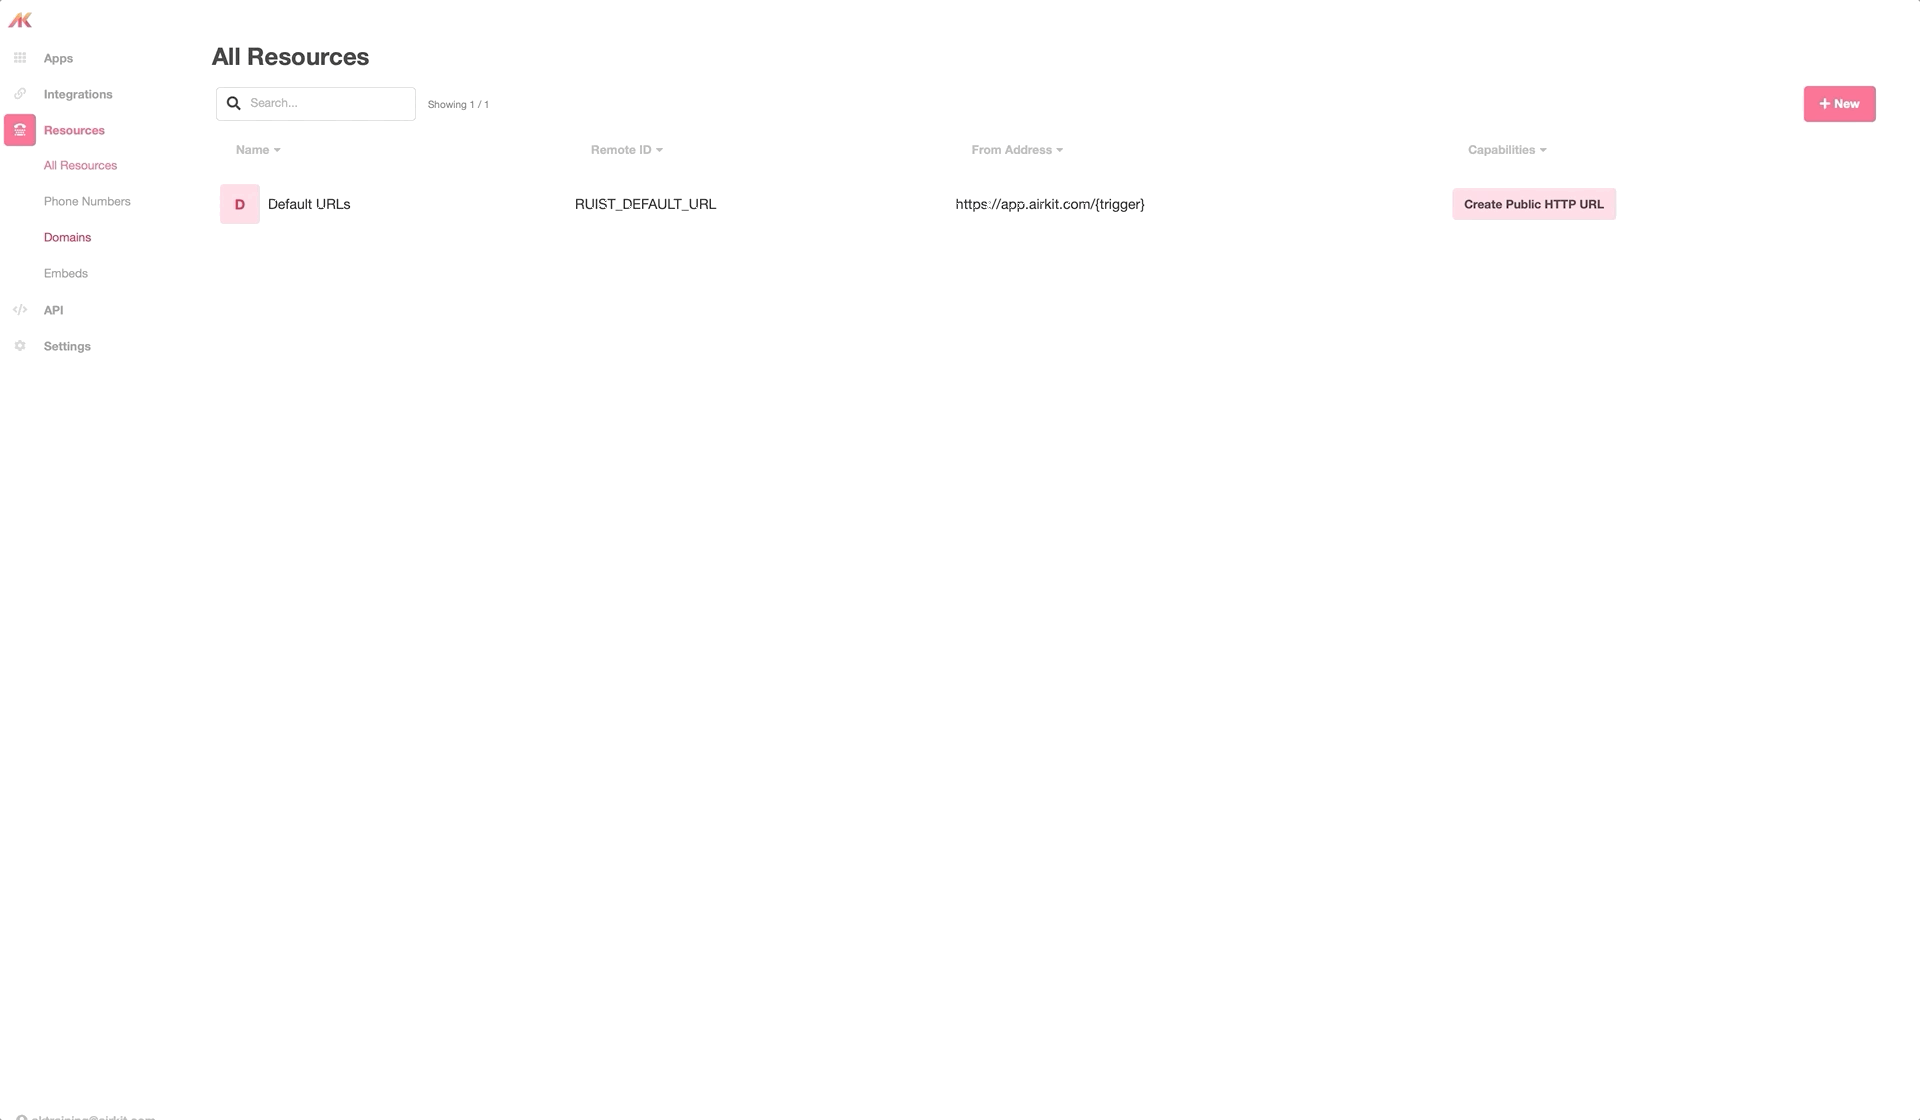 Apps
Integrations
Resources
All Resources
Phone Numbers
Domains
Embeds
API
Settings
All Resources
Search...
Showing 1 / 1
+ New
Name
Remote ID
From Address
Capabilities
D
Default URLs
RUIST_DEFAULT_URL
https://app.airkit.com/{trigger}
Create Public HTTP URL